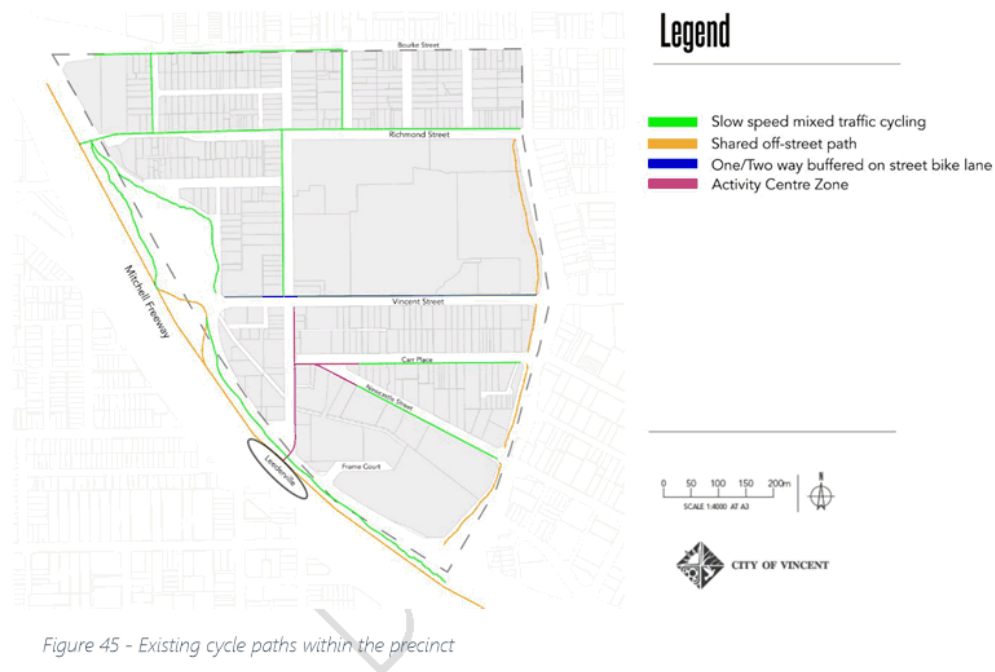 Legend
Bourke Street
Slow speed mixed traffic cycling
Richmond Street
Shared off-street path
One/Two way buffered on street bike lane
Activity Centre Zone
Mitchell Freeway
Vincent Street
Carr Place
Newcastle Street
Frame Court
Leederville
0 50 100 150 200m
SCALE 1:4000 AT A3
N
CITY OF VINCENT
Figure 45 - Existing cycle paths within the precinct